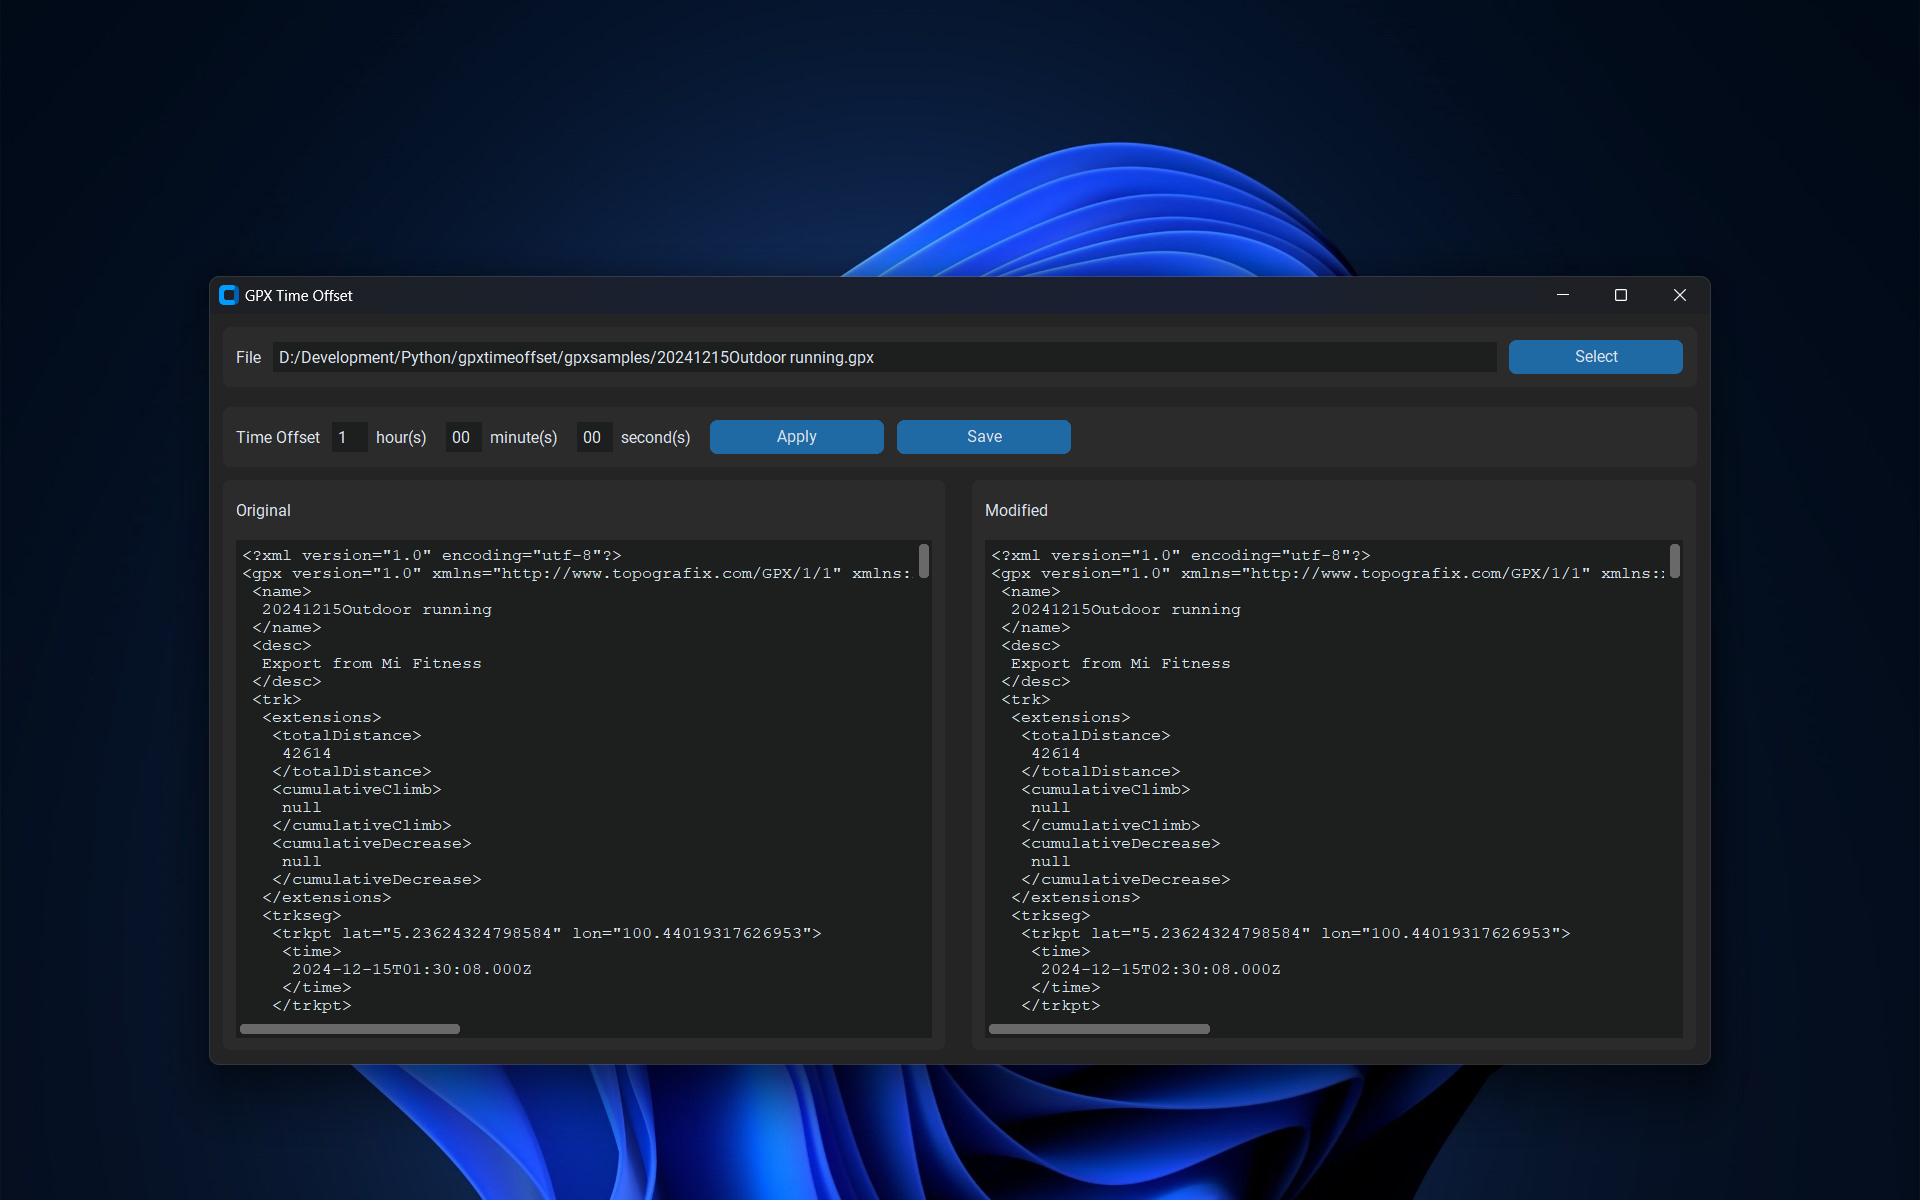 GPX Time Offset
File D:/Development/Python/gpxtimeoffset/gpxsamples/20241215Outdoor running.gpx Select
Time Offset 1 hour(s) 00 minute(s) 00 second(s) Apply Save
Original
<?xml version="1.0" encoding="utf-8"?>
<gpx version="1.0" xmlns="http://www.topografix.com/GPX/1/1" xmlns:
<name>
20241215Outdoor running
</name>
<desc>
Export from Mi Fitness
</desc>
<trk>
<extensions>
<totalDistance>
42614
</totalDistance>
<cumulativeClimb>
null
</cumulativeClimb>
<cumulativeDecrease>
null
</cumulativeDecrease>
</extensions>
<trkseg>
<trkpt lat="5.23624324798584" lon="100.44019317626953">
<time>
2024-12-15T01:30:08.000Z
</time>
</trkpt>
Modified
<?xml version="1.0" encoding="utf-8"?>
<gpx version="1.0" xmlns="http://www.topografix.com/GPX/1/1" xmlns:
<name>
20241215Outdoor running
</name>
<desc>
Export from Mi Fitness
</desc>
<trk>
<extensions>
<totalDistance>
42614
</totalDistance>
<cumulativeClimb>
null
</cumulativeClimb>
<cumulativeDecrease>
null
</cumulativeDecrease>
</extensions>
<trkseg>
<trkpt lat="5.23624324798584" lon="100.44019317626953">
<time>
2024-12-15T02:30:08.000Z
</time>
</trkpt>